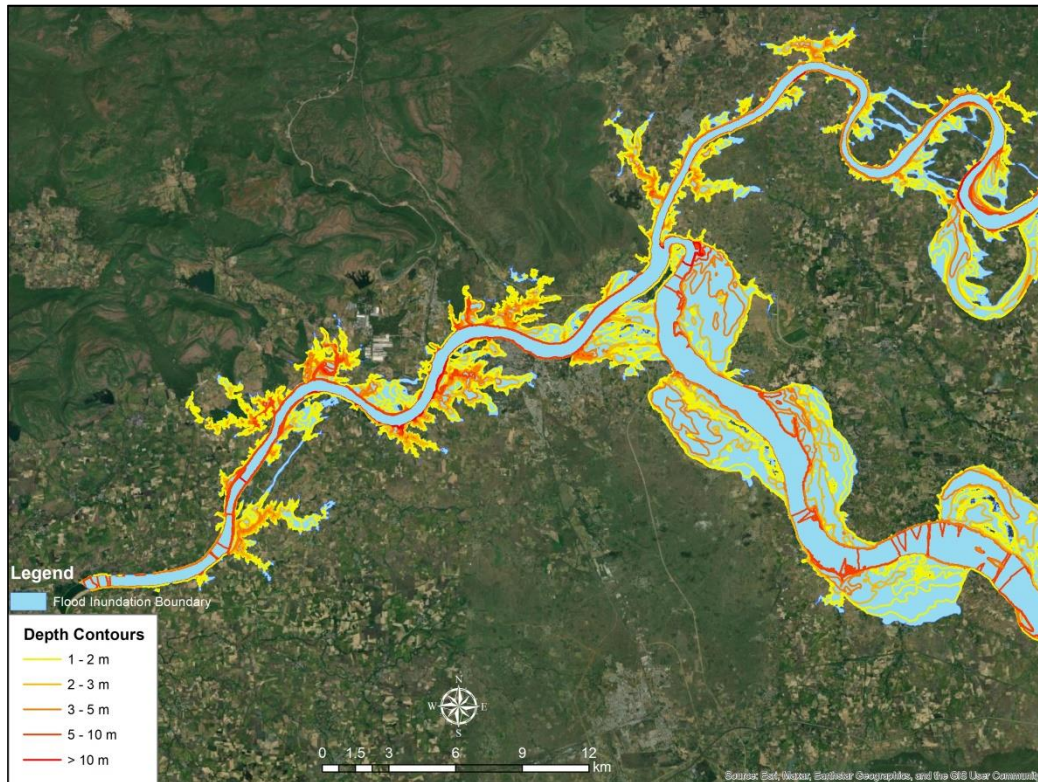 Legend
Flood Inundation Boundary
Depth Contours
1 - 2 m
2 - 3 m
3 - 5 m
5 - 10 m
> 10 m
N
W E
S
0 1.5 3 6 9 12
km
Source: Esri, Maxar, Earthstar Geographics, and the GIS User Community